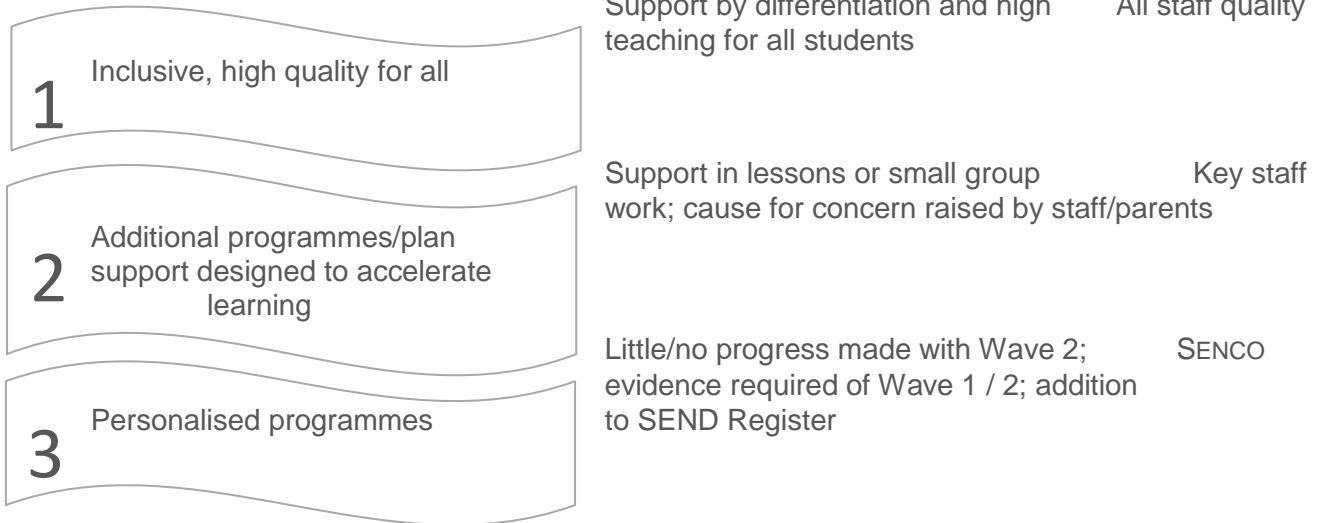 Support by differentiation and high All staff quality
teaching for all students
1 Inclusive, high quality for all
Support in lessons or small group Key staff
work; cause for concern raised by staff/parents
2 Additional programmes/plan
support designed to accelerate
learning
Little/no progress made with Wave 2; SENCO
evidence required of Wave 1 / 2; addition
to SEND Register
3 Personalised programmes